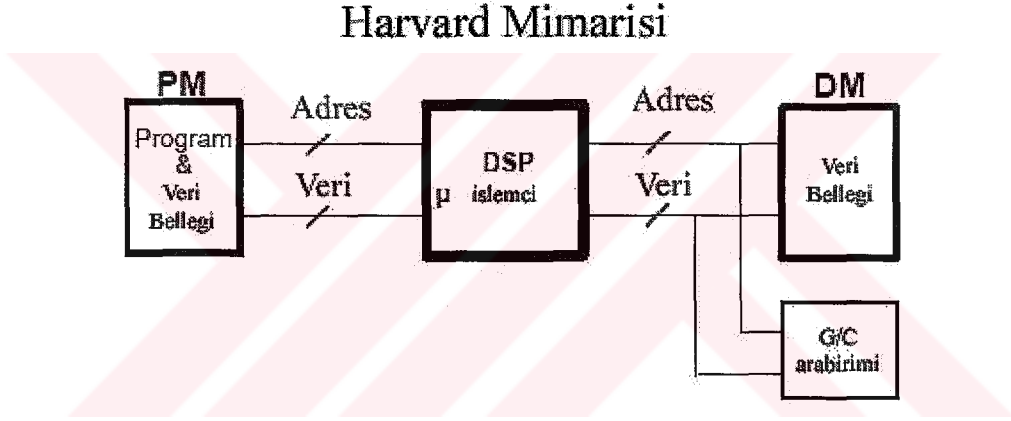 Harvard Mimarisi
PM
Program
&
Veri
Bellegi
Adres
Veri
DSP
µ islemci
Adres
Veri
DM
Veri
Bellegi
G/C
arabirimi